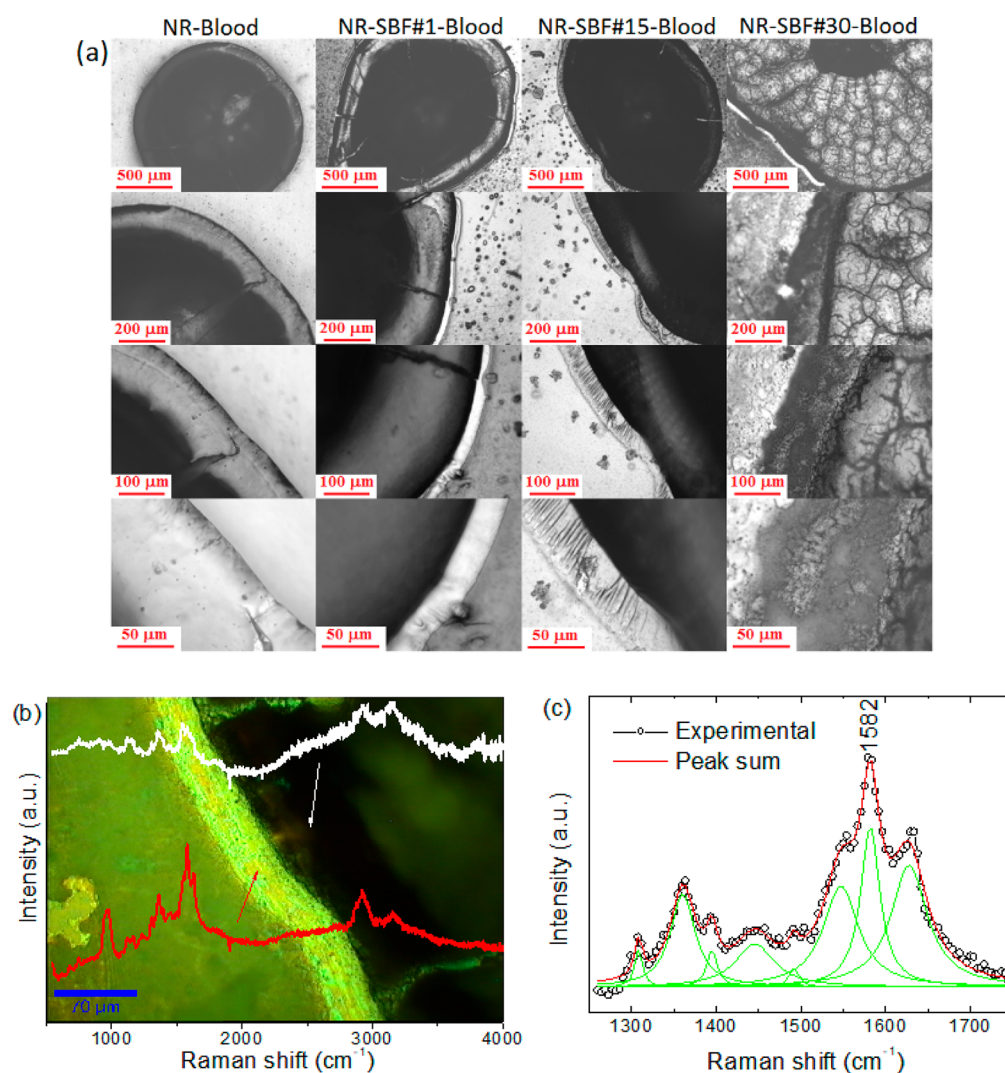 NR-Blood NR-SBF#1-Blood NR-SBF#15-Blood NR-SBF#30-Blood
(a)
500 µm 500 µm 500 µm 500 µm
200 µm 200 µm 200 µm 200 µm
100 µm 100 µm 100 µm 100 µm
50 µm 50 µm 50 µm 50 µm
(b)
Intensity (a.u.)
70 µm
1000 2000 3000 4000
Raman shift (cm⁻¹)
(c)
Experimental
Peak sum
1582
Intensity (a.u.)
1300 1400 1500 1600 1700
Raman shift (cm⁻¹)